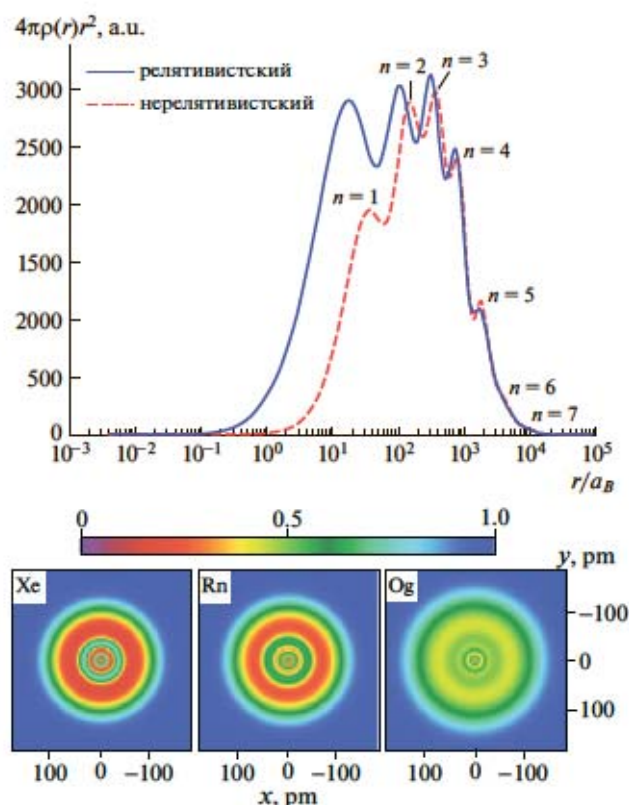 4πρ(r)r², a.u.
релятивистский
нерелятивистский
3000
2500
2000
1500
1000
2000
500
0
n = 1
n = 2
n = 3
n = 4
n = 5
n = 6
n = 7
10⁻³ 10⁻² 10⁻¹ 10⁰ 10¹ 10² 10³ 10⁴ 10⁵
r/a_B
0 0.5 1.0
y, pm
Xe Rn Og
−100
0
100
100 0 −100 100 0 −100 100 0 −100
x, pm